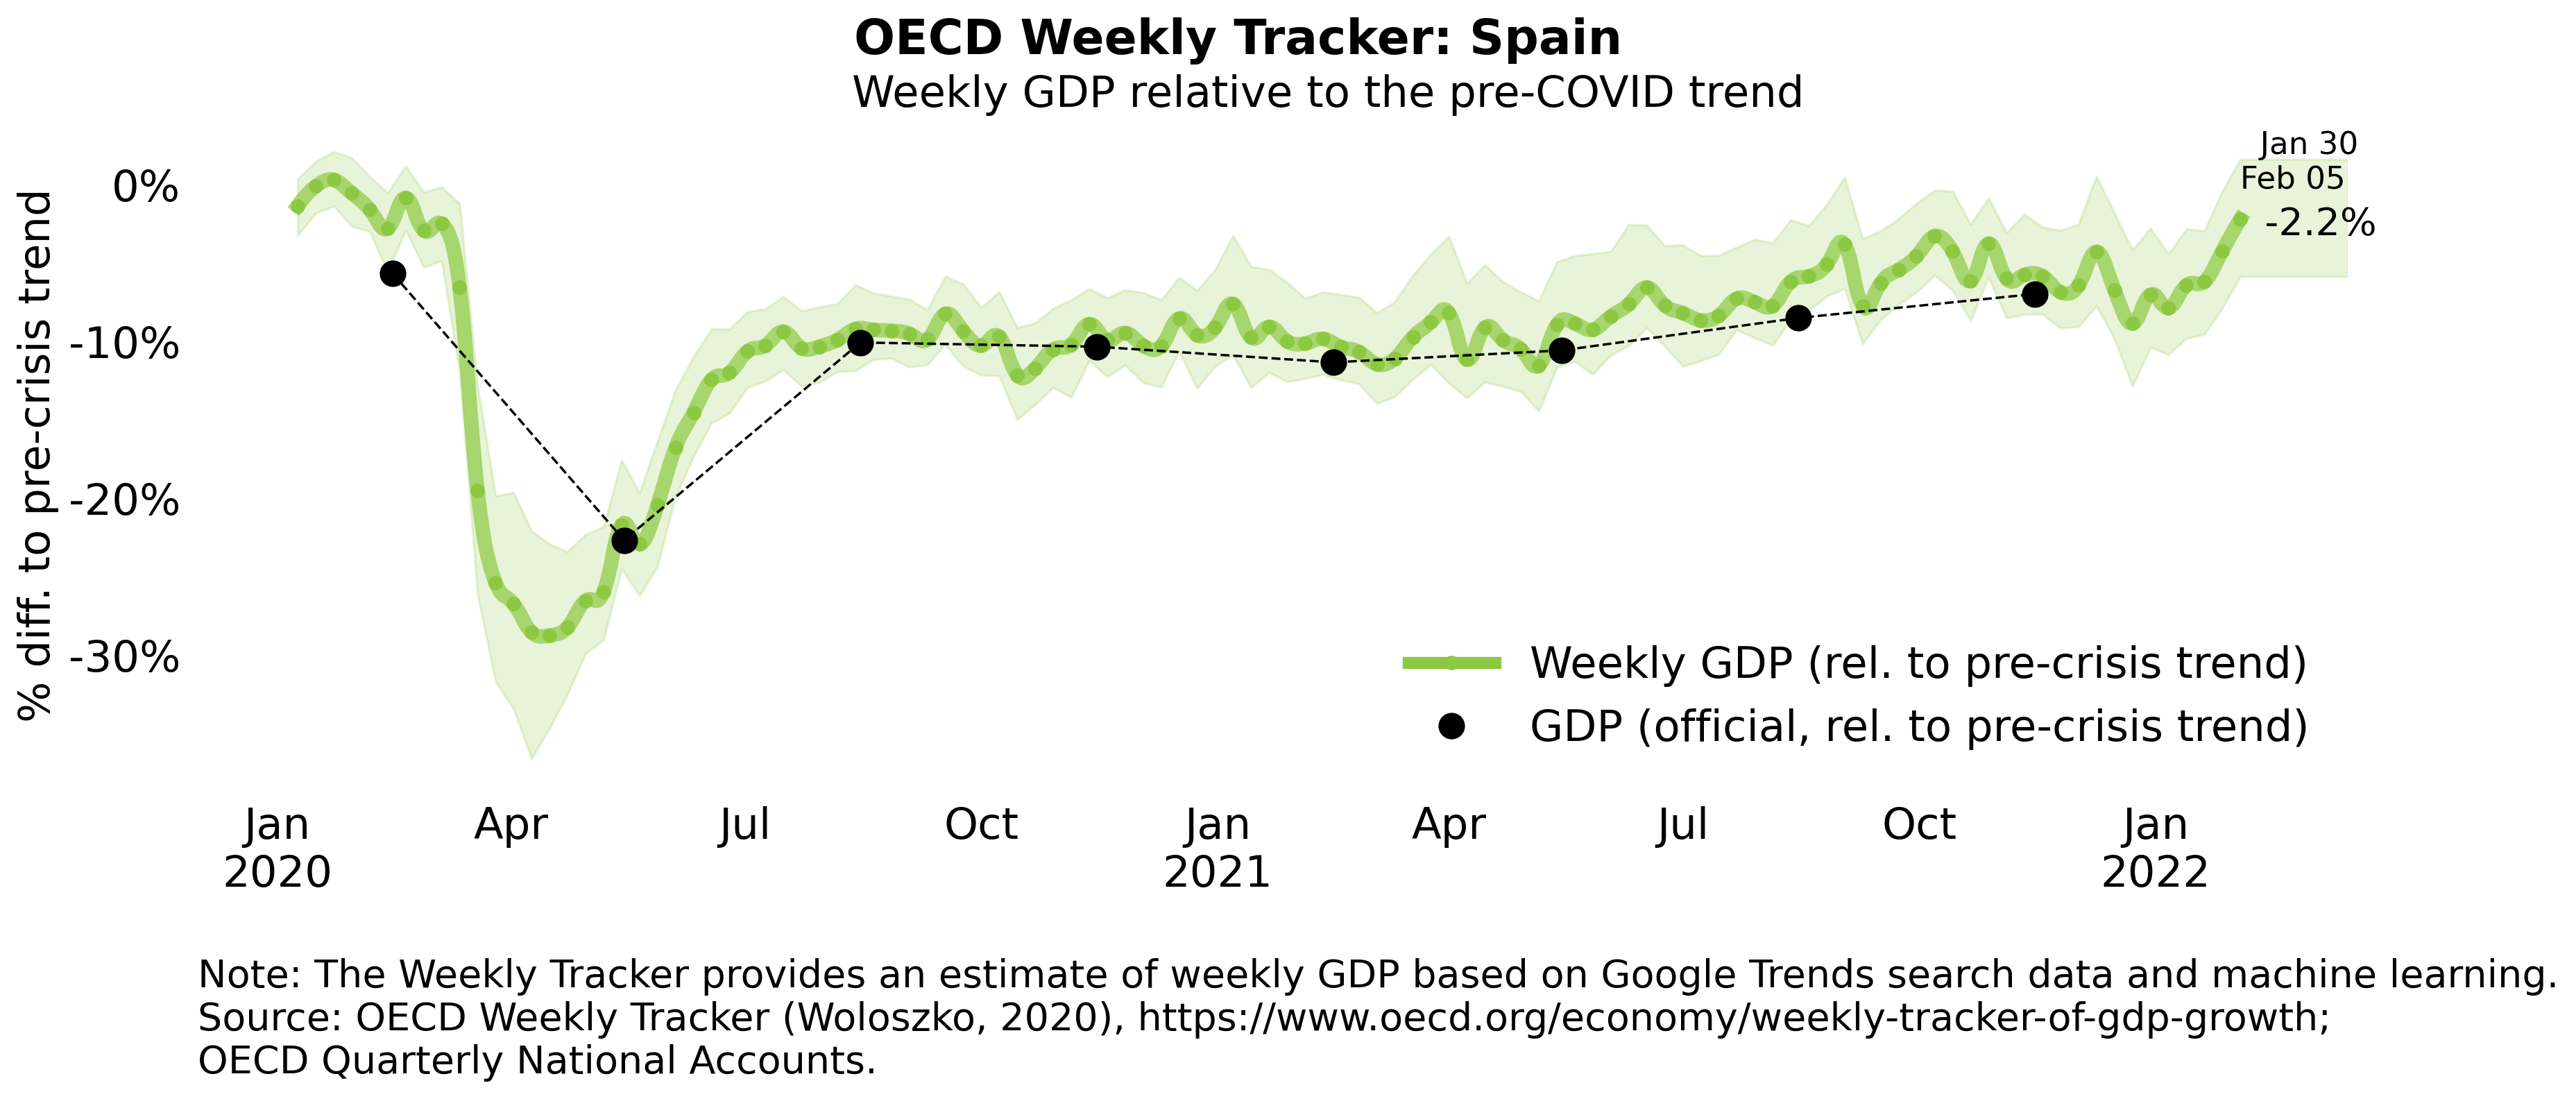 OECD Weekly Tracker: Spain
Weekly GDP relative to the pre-COVID trend
% diff. to pre-crisis trend
0%
-10%
-20%
-30%
Jan 30
Feb 05
-2.2%
Weekly GDP (rel. to pre-crisis trend)
GDP (official, rel. to pre-crisis trend)
Jan Apr Jul Oct Jan Apr Jul Oct Jan
2020 2021 2022
Note: The Weekly Tracker provides an estimate of weekly GDP based on Google Trends search data and machine learning.
Source: OECD Weekly Tracker (Woloszko, 2020), https://www.oecd.org/economy/weekly-tracker-of-gdp-growth;
OECD Quarterly National Accounts.